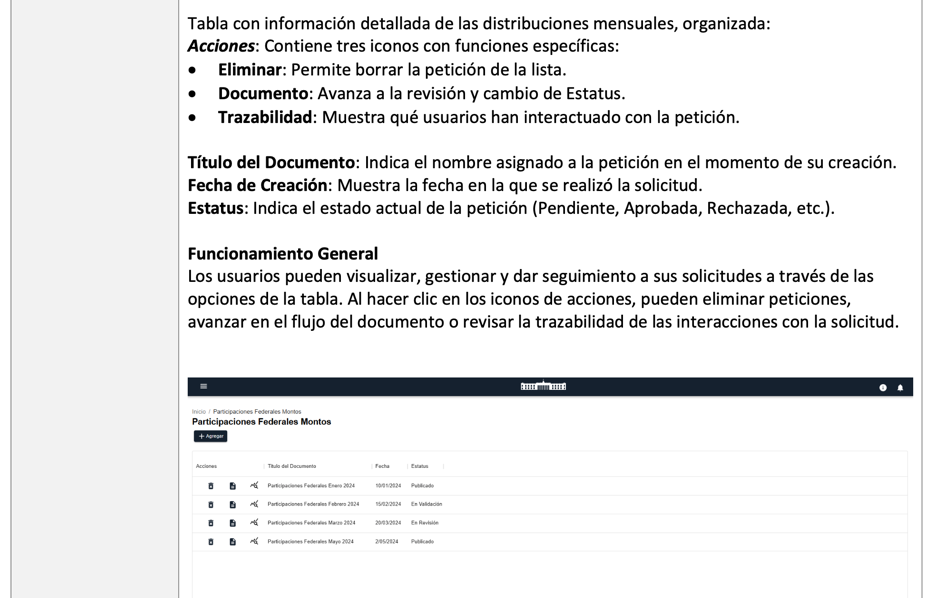 Tabla con información detallada de las distribuciones mensuales, organizada:
Acciones: Contiene tres iconos con funciones específicas:
• Eliminar: Permite borrar la petición de la lista.
• Documento: Avanza a la revisión y cambio de Estatus.
• Trazabilidad: Muestra qué usuarios han interactuado con la petición.
Título del Documento: Indica el nombre asignado a la petición en el momento de su creación.
Fecha de Creación: Muestra la fecha en la que se realizó la solicitud.
Estatus: Indica el estado actual de la petición (Pendiente, Aprobada, Rechazada, etc.).
Funcionamiento General
Los usuarios pueden visualizar, gestionar y dar seguimiento a sus solicitudes a través de las
opciones de la tabla. Al hacer clic en los iconos de acciones, pueden eliminar peticiones,
avanzar en el flujo del documento o revisar la trazabilidad de las interacciones con la solicitud.
Inicio / Participaciones Federales Montos
Participaciones Federales Montos
+ Agregar
Acciones Título del Documento Fecha Estatus
Participaciones Federales Enero 2024 10/01/2024 Publicado
Participaciones Federales Febrero 2024 15/02/2024 En Validación
Participaciones Federales Marzo 2024 20/03/2024 En Revisión
Participaciones Federales Mayo 2024 2/05/2024 Publicado